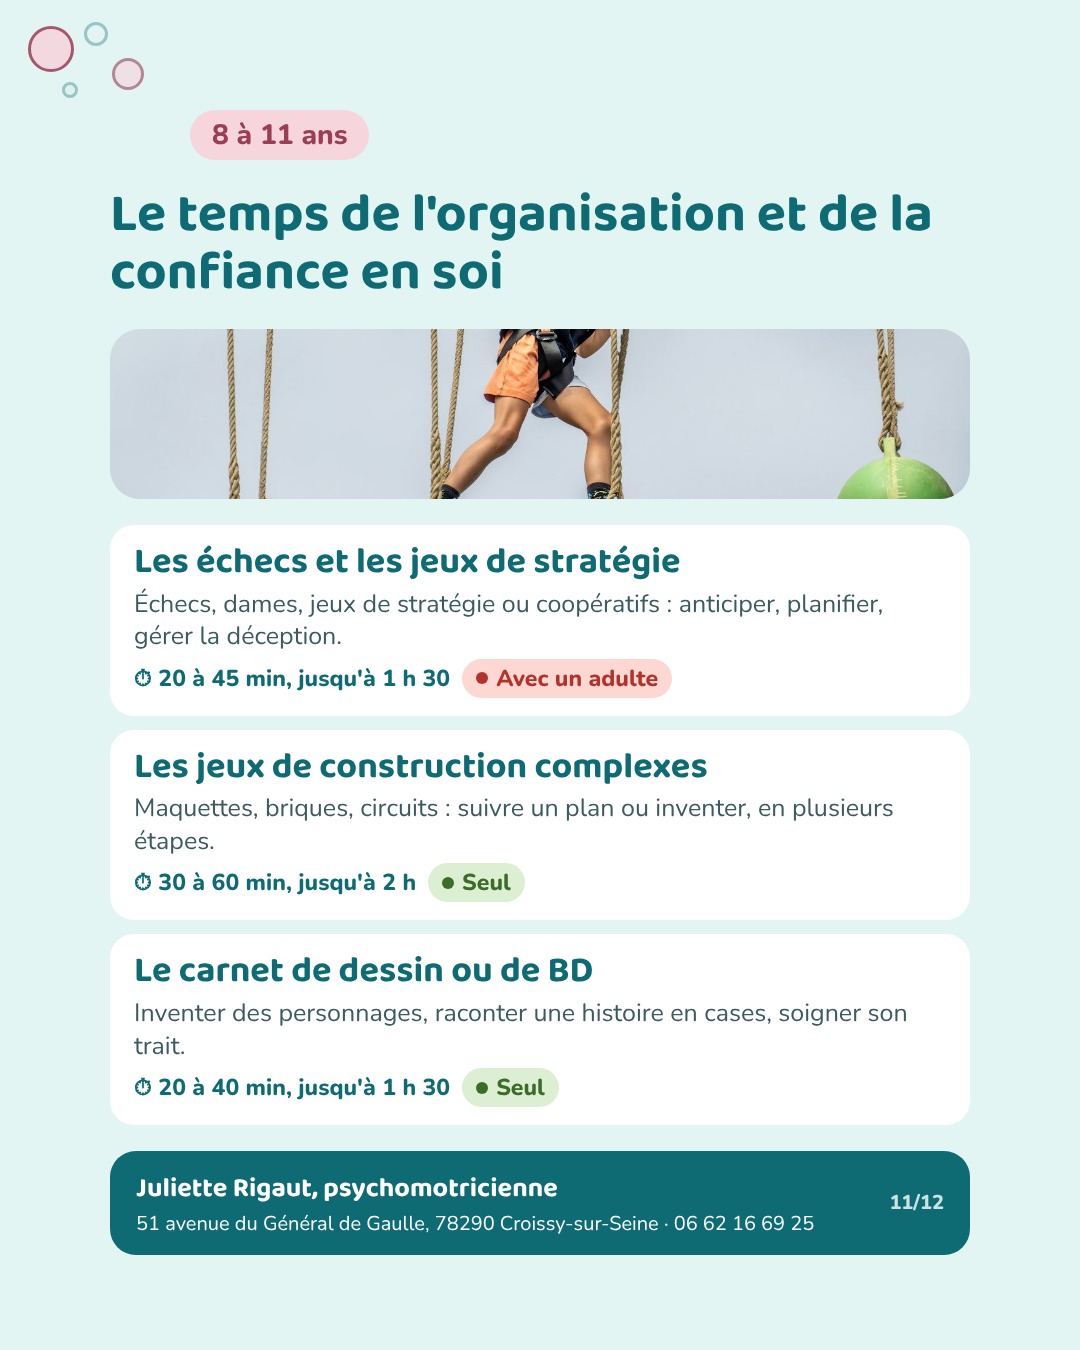 8 à 11 ans
Le temps de l'organisation et de la
confiance en soi
Les échecs et les jeux de stratégie
Échecs, dames, jeux de stratégie ou coopératifs : anticiper, planifier,
gérer la déception.
⏱ 20 à 45 min, jusqu'à 1 h 30 ● Avec un adulte
Les jeux de construction complexes
Maquettes, briques, circuits : suivre un plan ou inventer, en plusieurs
étapes.
⏱ 30 à 60 min, jusqu'à 2 h ● Seul
Le carnet de dessin ou de BD
Inventer des personnages, raconter une histoire en cases, soigner son
trait.
⏱ 20 à 40 min, jusqu'à 1 h 30 ● Seul
Juliette Rigaut, psychomotricienne
51 avenue du Général de Gaulle, 78290 Croissy-sur-Seine · 06 62 16 69 25
11/12